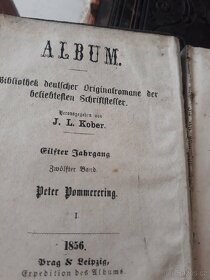 ALBUM.
Bibliothek deutscher Originalromane der
beliebtesten Schriftsteller.
Herausgegeben von
J. L. Kober.
Eilfter Jahrgang
Zwölfter Band.
Peter Pommerering.
I.
1856.
Prag & Leipzig,
Expedition des Albums.